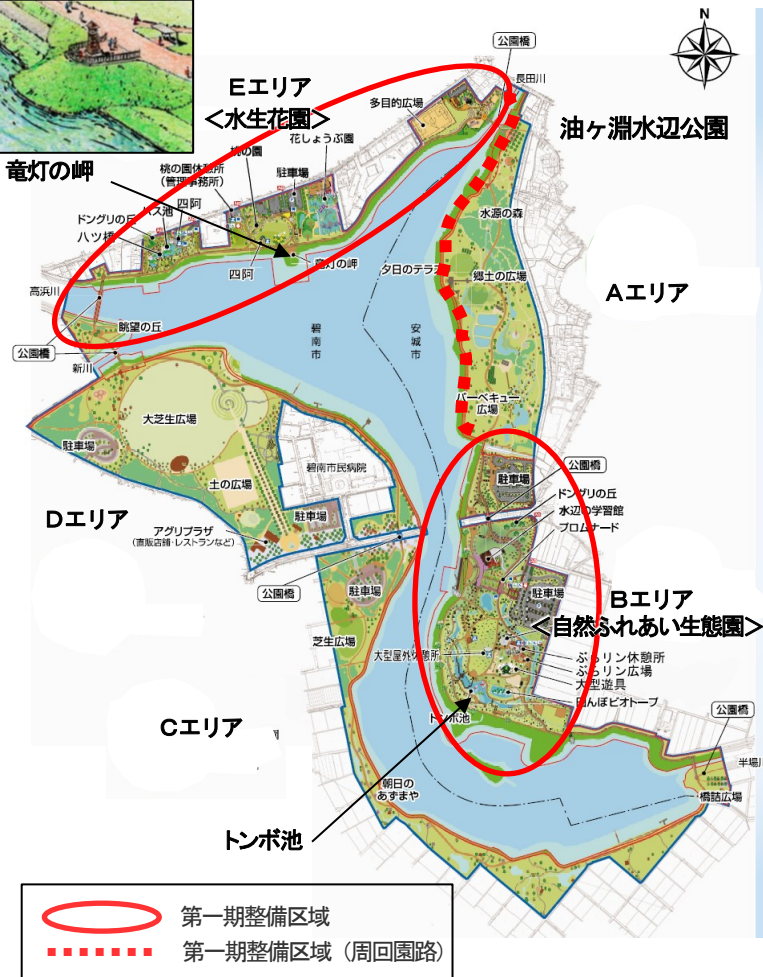 N
公園橋
長田川
Eエリア
<水生花園>
多目的広場
油ヶ淵水辺公園
花しょうぶ園
桃の園
竜灯の岬
桃の園休憩所
(管理事務所)
駐車場
四阿
ハス池
ドングリの丘
八ツ橋
水源の森
四阿
竜灯の岬
夕日のテラス
郷土の広場
高浜川
Aエリア
眺望の丘
碧南市
安城市
公園橋
新川
バーベキュー
広場
大芝生広場
駐車場
碧南市民病院
公園橋
駐車場
ドングリの丘
土の広場
水辺の学習館
駐車場
プロムナード
Dエリア
アグリプラザ
(直販店舗・レストランなど)
公園橋
駐車場
駐車場
Bエリア
<自然ふれあい生態園>
芝生広場
大型屋外休憩所
ぷらリン休憩所
ぷらリン広場
大型遊具
田んぼビオトープ
Cエリア
トンボ池
公園橋
半場川
朝日の
あずまや
橋詰広場
トンボ池
第一期整備区域
第一期整備区域（周回園路）